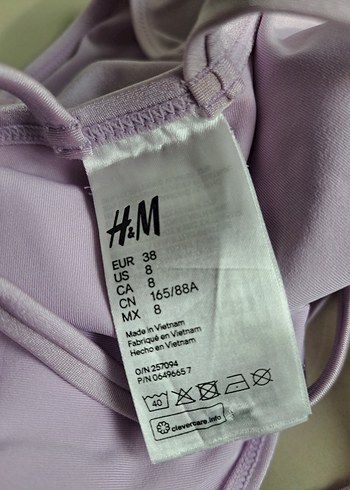 H&M
EUR 38
US 8
CA 8
CN 165/88A
MX 8
Made in Vietnam
Fabriqué en Vietnam
Hecho en Vietnam
O/N 257094
P/N 0649665 7
40
clevercare.info